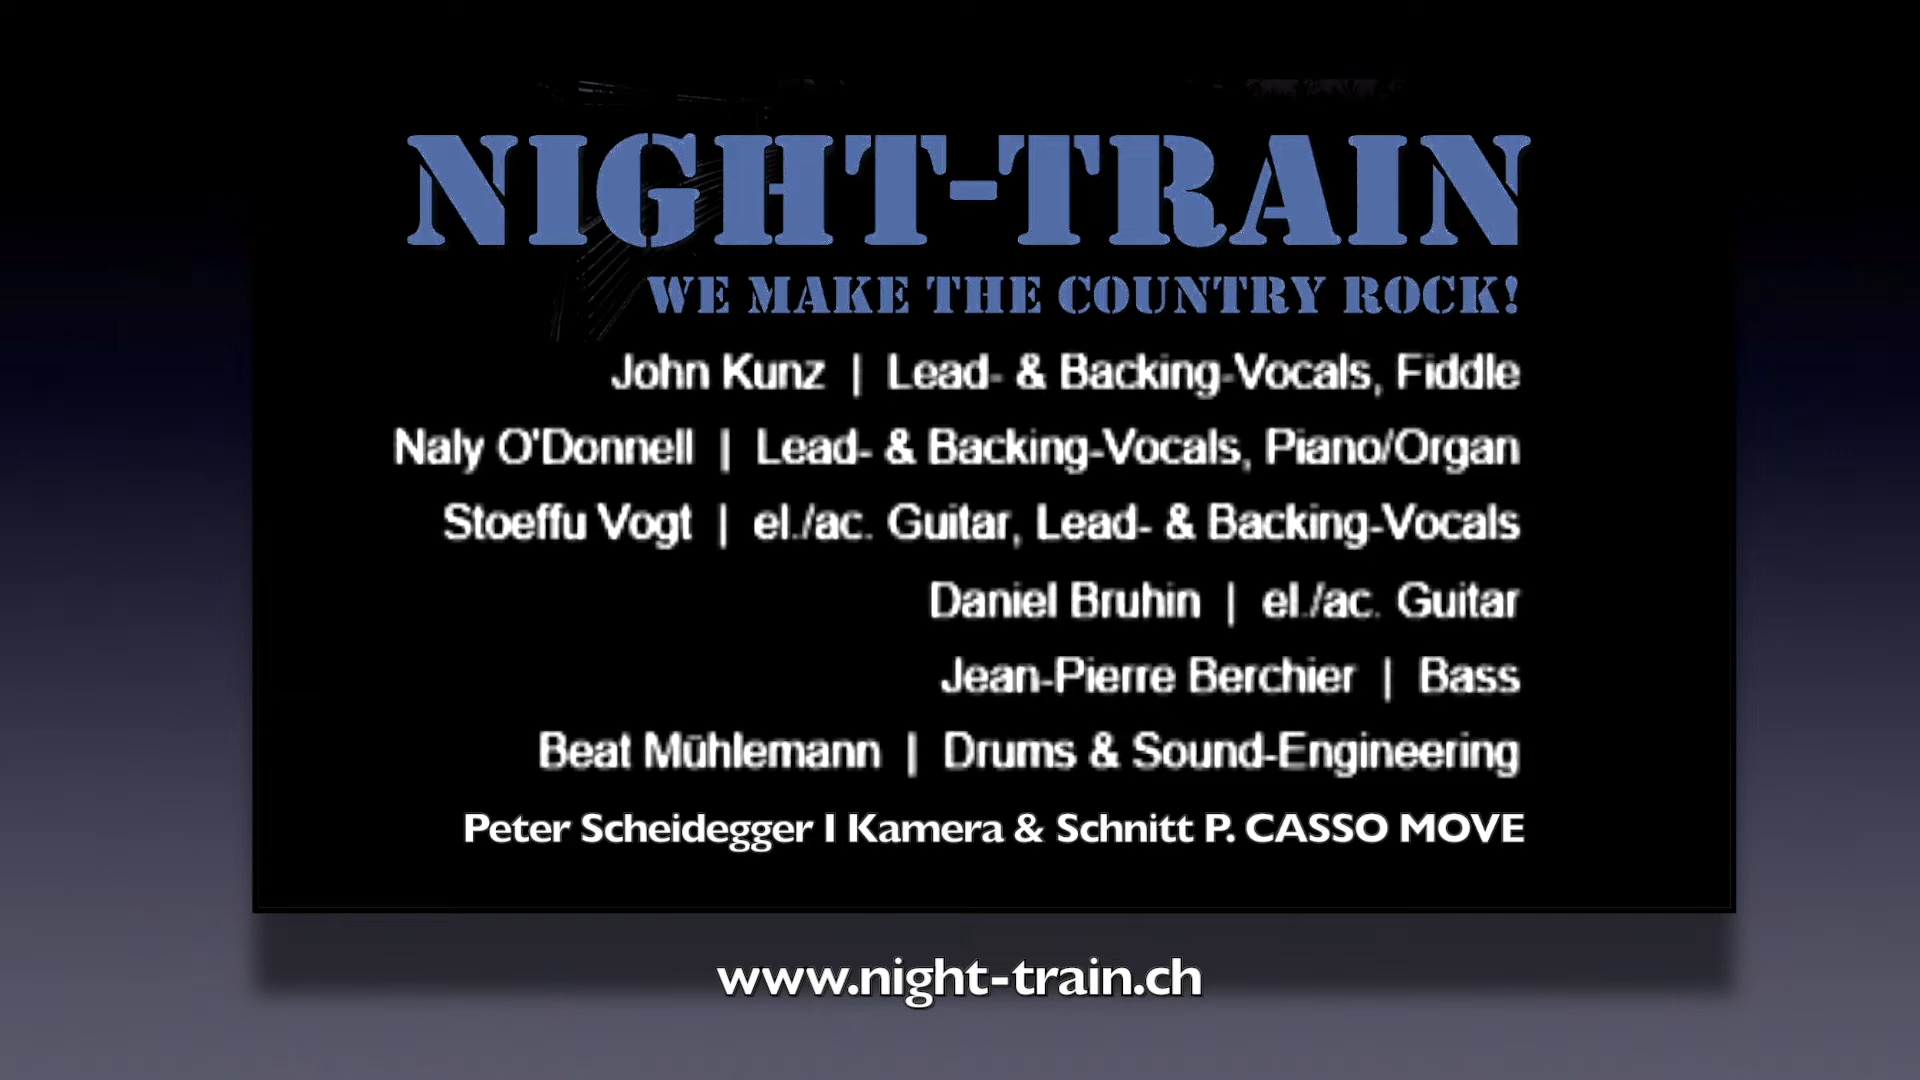 NIGHT-TRAIN
WE MAKE THE COUNTRY ROCK!
John Kunz | Lead- & Backing-Vocals, Fiddle
Naly O'Donnell | Lead- & Backing-Vocals, Piano/Organ
Stoeffu Vogt | el./ac. Guitar, Lead- & Backing-Vocals
Daniel Bruhin | el./ac. Guitar
Jean-Pierre Berchier | Bass
Beat Mühlemann | Drums & Sound-Engineering
Peter Scheidegger I Kamera & Schnitt P. CASSO MOVE
www.night-train.ch